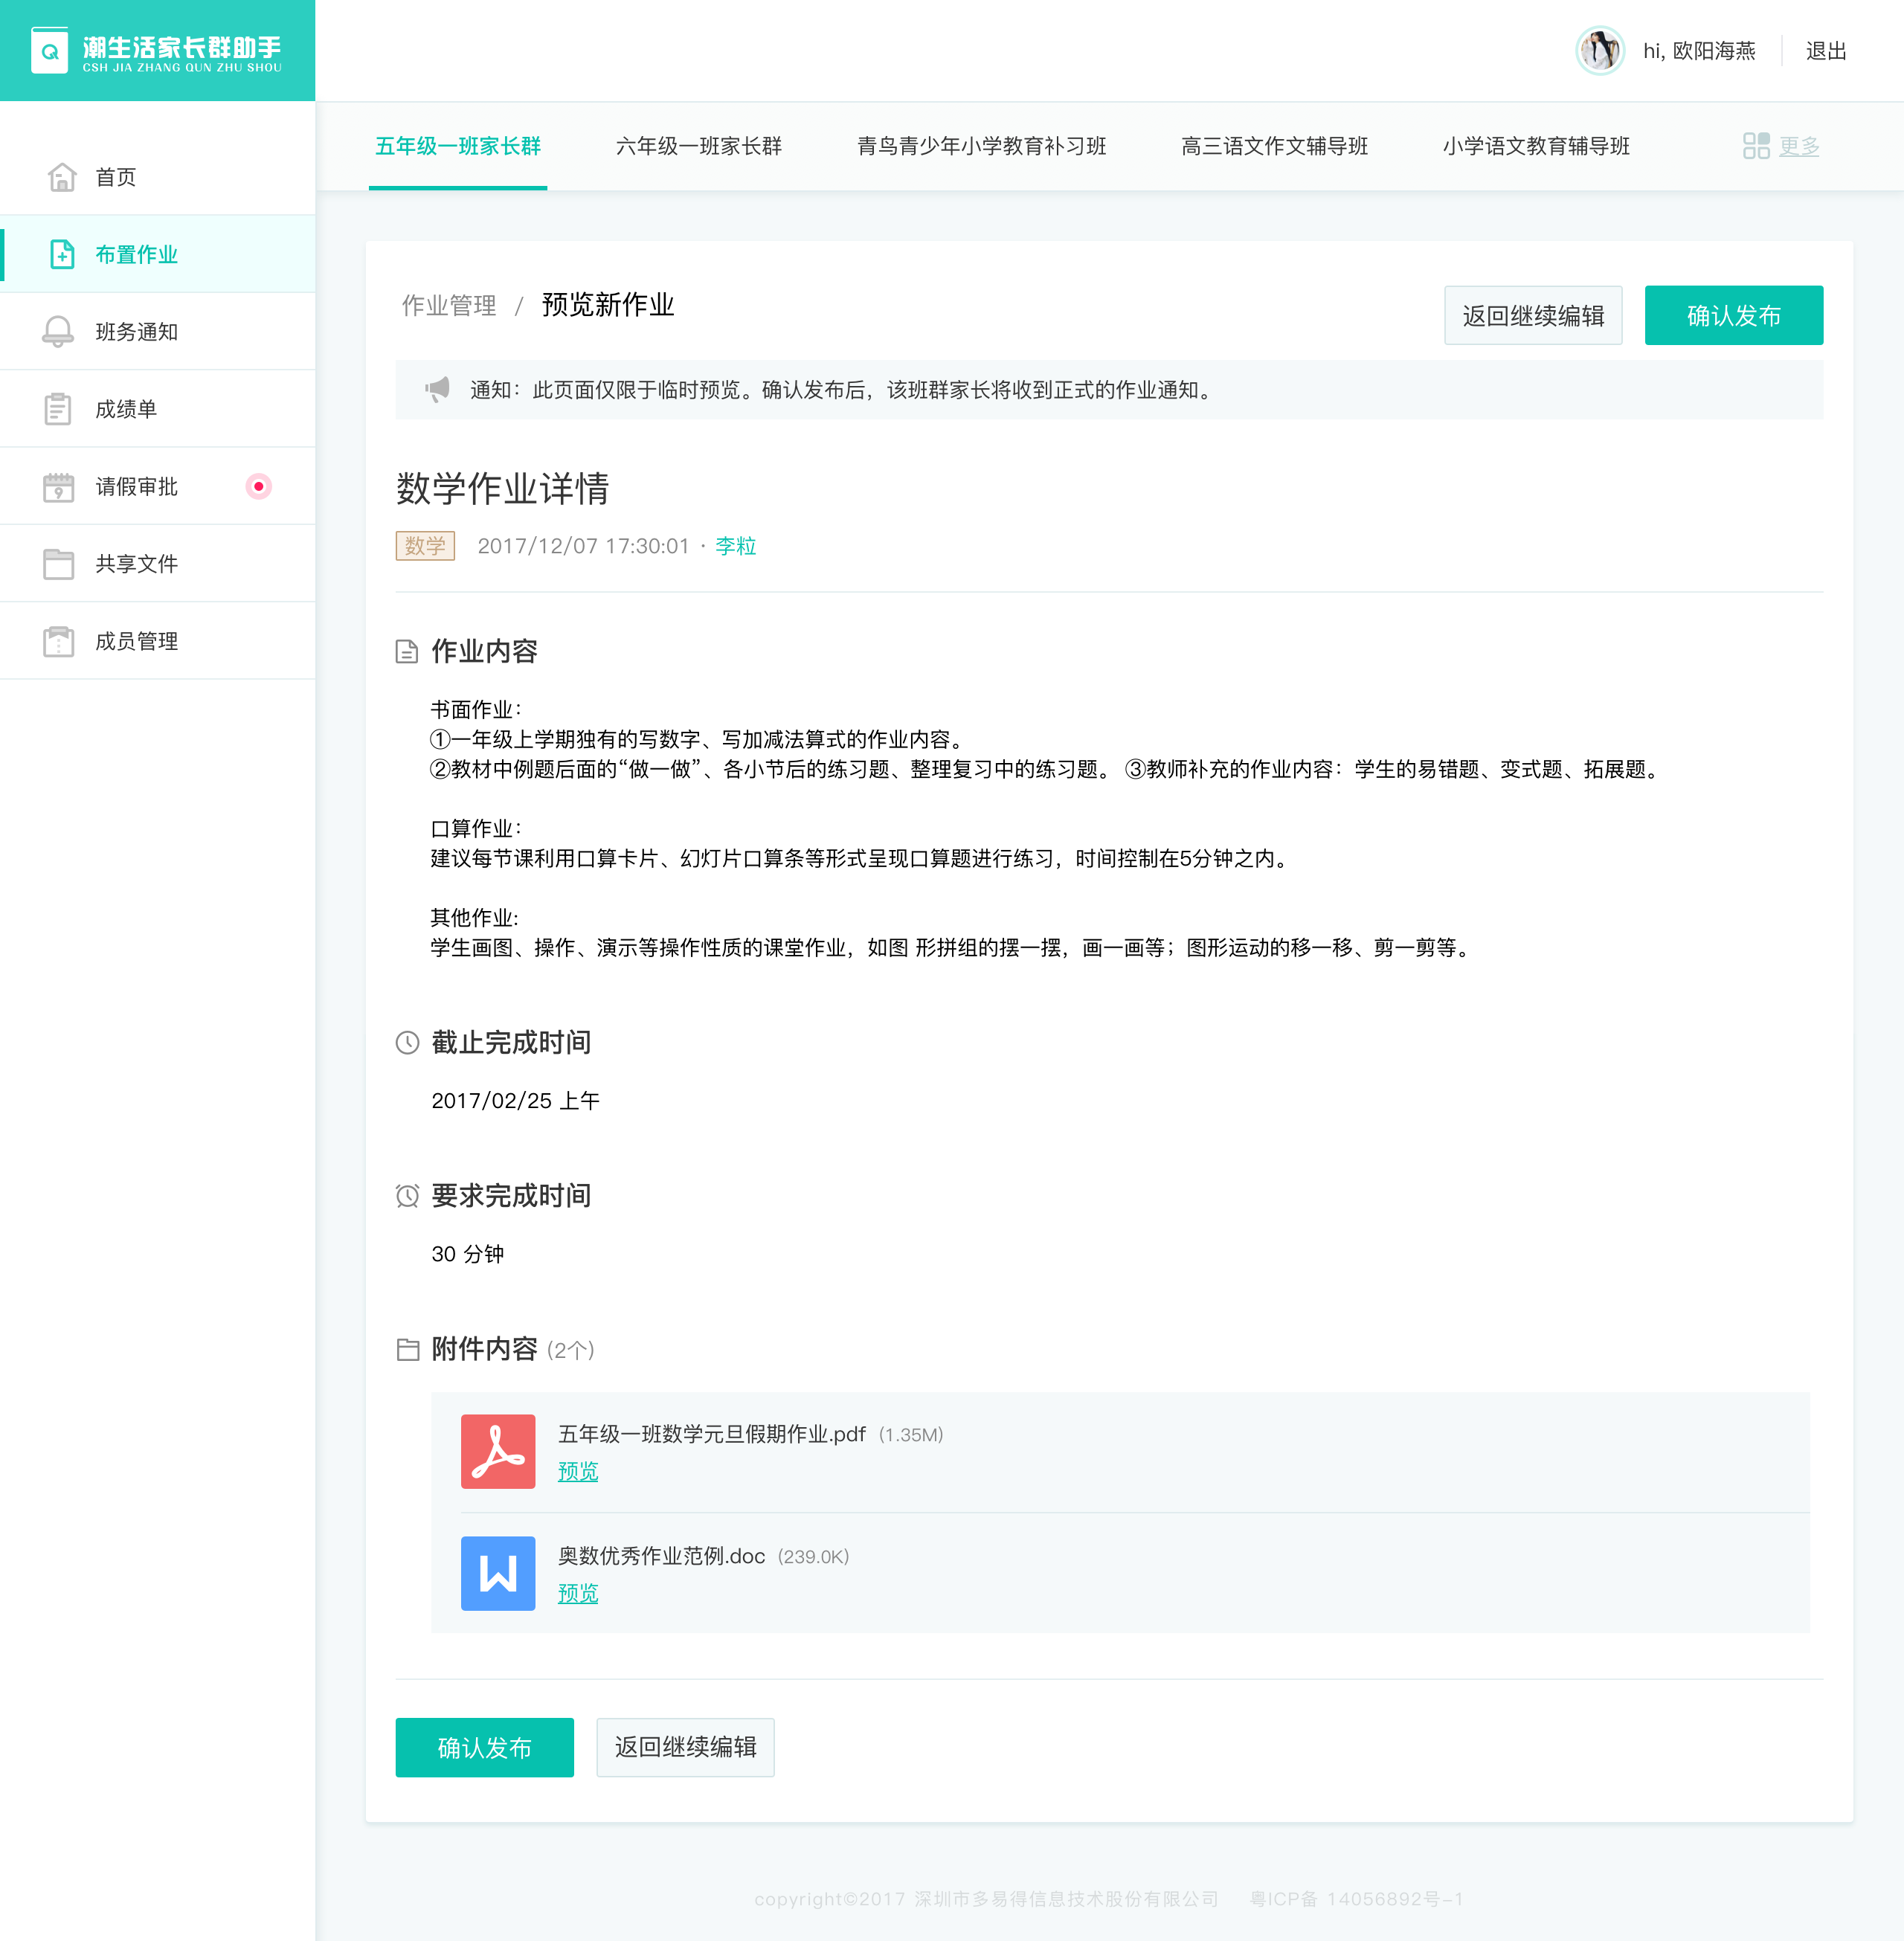 潮生活家长群助手
CSH JIA ZHANG QUN ZHU SHOU
hi, 欧阳海燕
退出
首页
布置作业
班务通知
成绩单
请假审批
共享文件
成员管理
五年级一班家长群
六年级一班家长群
青鸟青少年小学教育补习班
高三语文作文辅导班
小学语文教育辅导班
更多
作业管理 / 预览新作业
返回继续编辑
确认发布
通知：此页面仅限于临时预览。确认发布后，该班群家长将收到正式的作业通知。
数学作业详情
数学 2017/12/07 17:30:01 · 李粒
作业内容
书面作业：
①一年级上学期独有的写数字、写加减法算式的作业内容。
②教材中例题后面的“做一做”、各小节后的练习题、整理复习中的练习题。 ③教师补充的作业内容：学生的易错题、变式题、拓展题。
口算作业：
建议每节课利用口算卡片、幻灯片口算条等形式呈现口算题进行练习，时间控制在5分钟之内。
其他作业:
学生画图、操作、演示等操作性质的课堂作业，如图 形拼组的摆一摆，画一画等；图形运动的移一移、剪一剪等。
截止完成时间
2017/02/25 上午
要求完成时间
30 分钟
附件内容 (2个)
五年级一班数学元旦假期作业.pdf (1.35M)
预览
奥数优秀作业范例.doc (239.0K)
预览
确认发布
返回继续编辑
copyright©2017 深圳市多易得信息技术股份有限公司 粤ICP备 14056892号-1